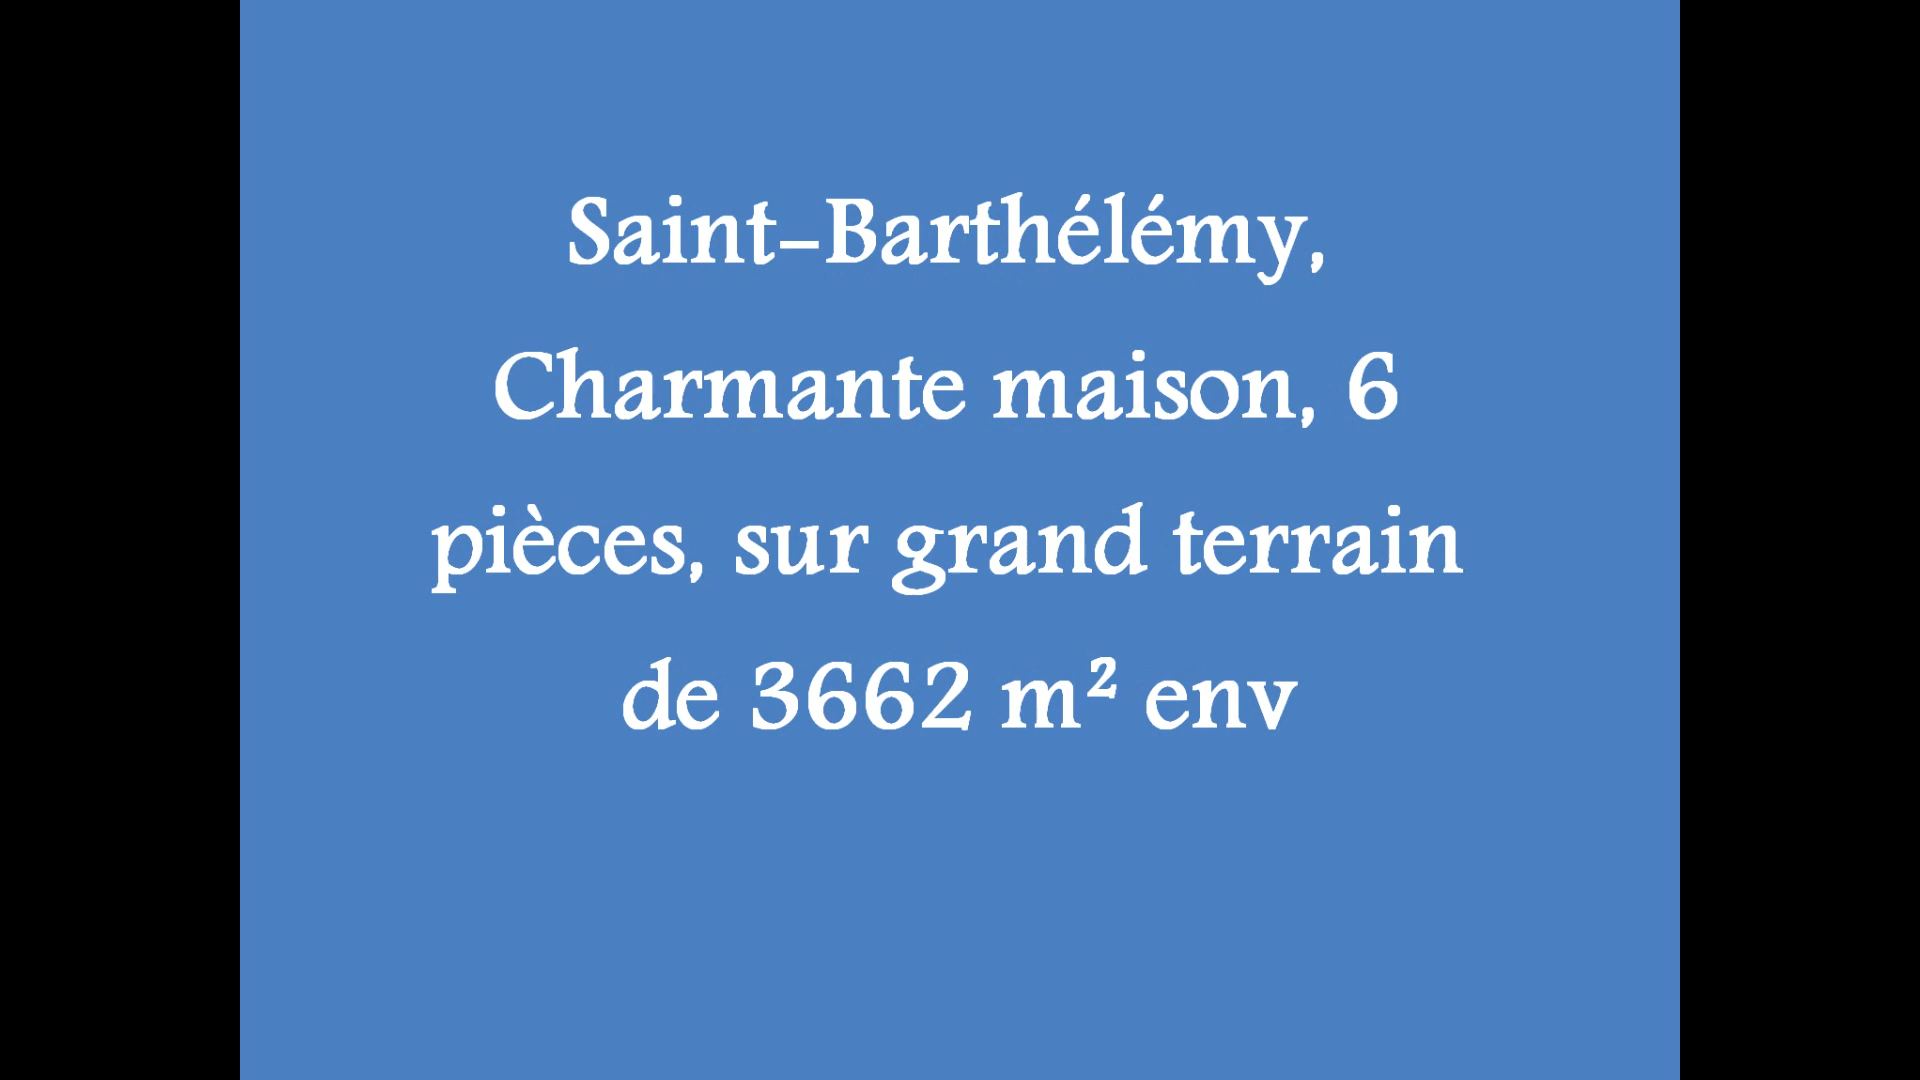 Saint-Barthélémy,
Charmante maison, 6
pièces, sur grand terrain
de 3662 m² env